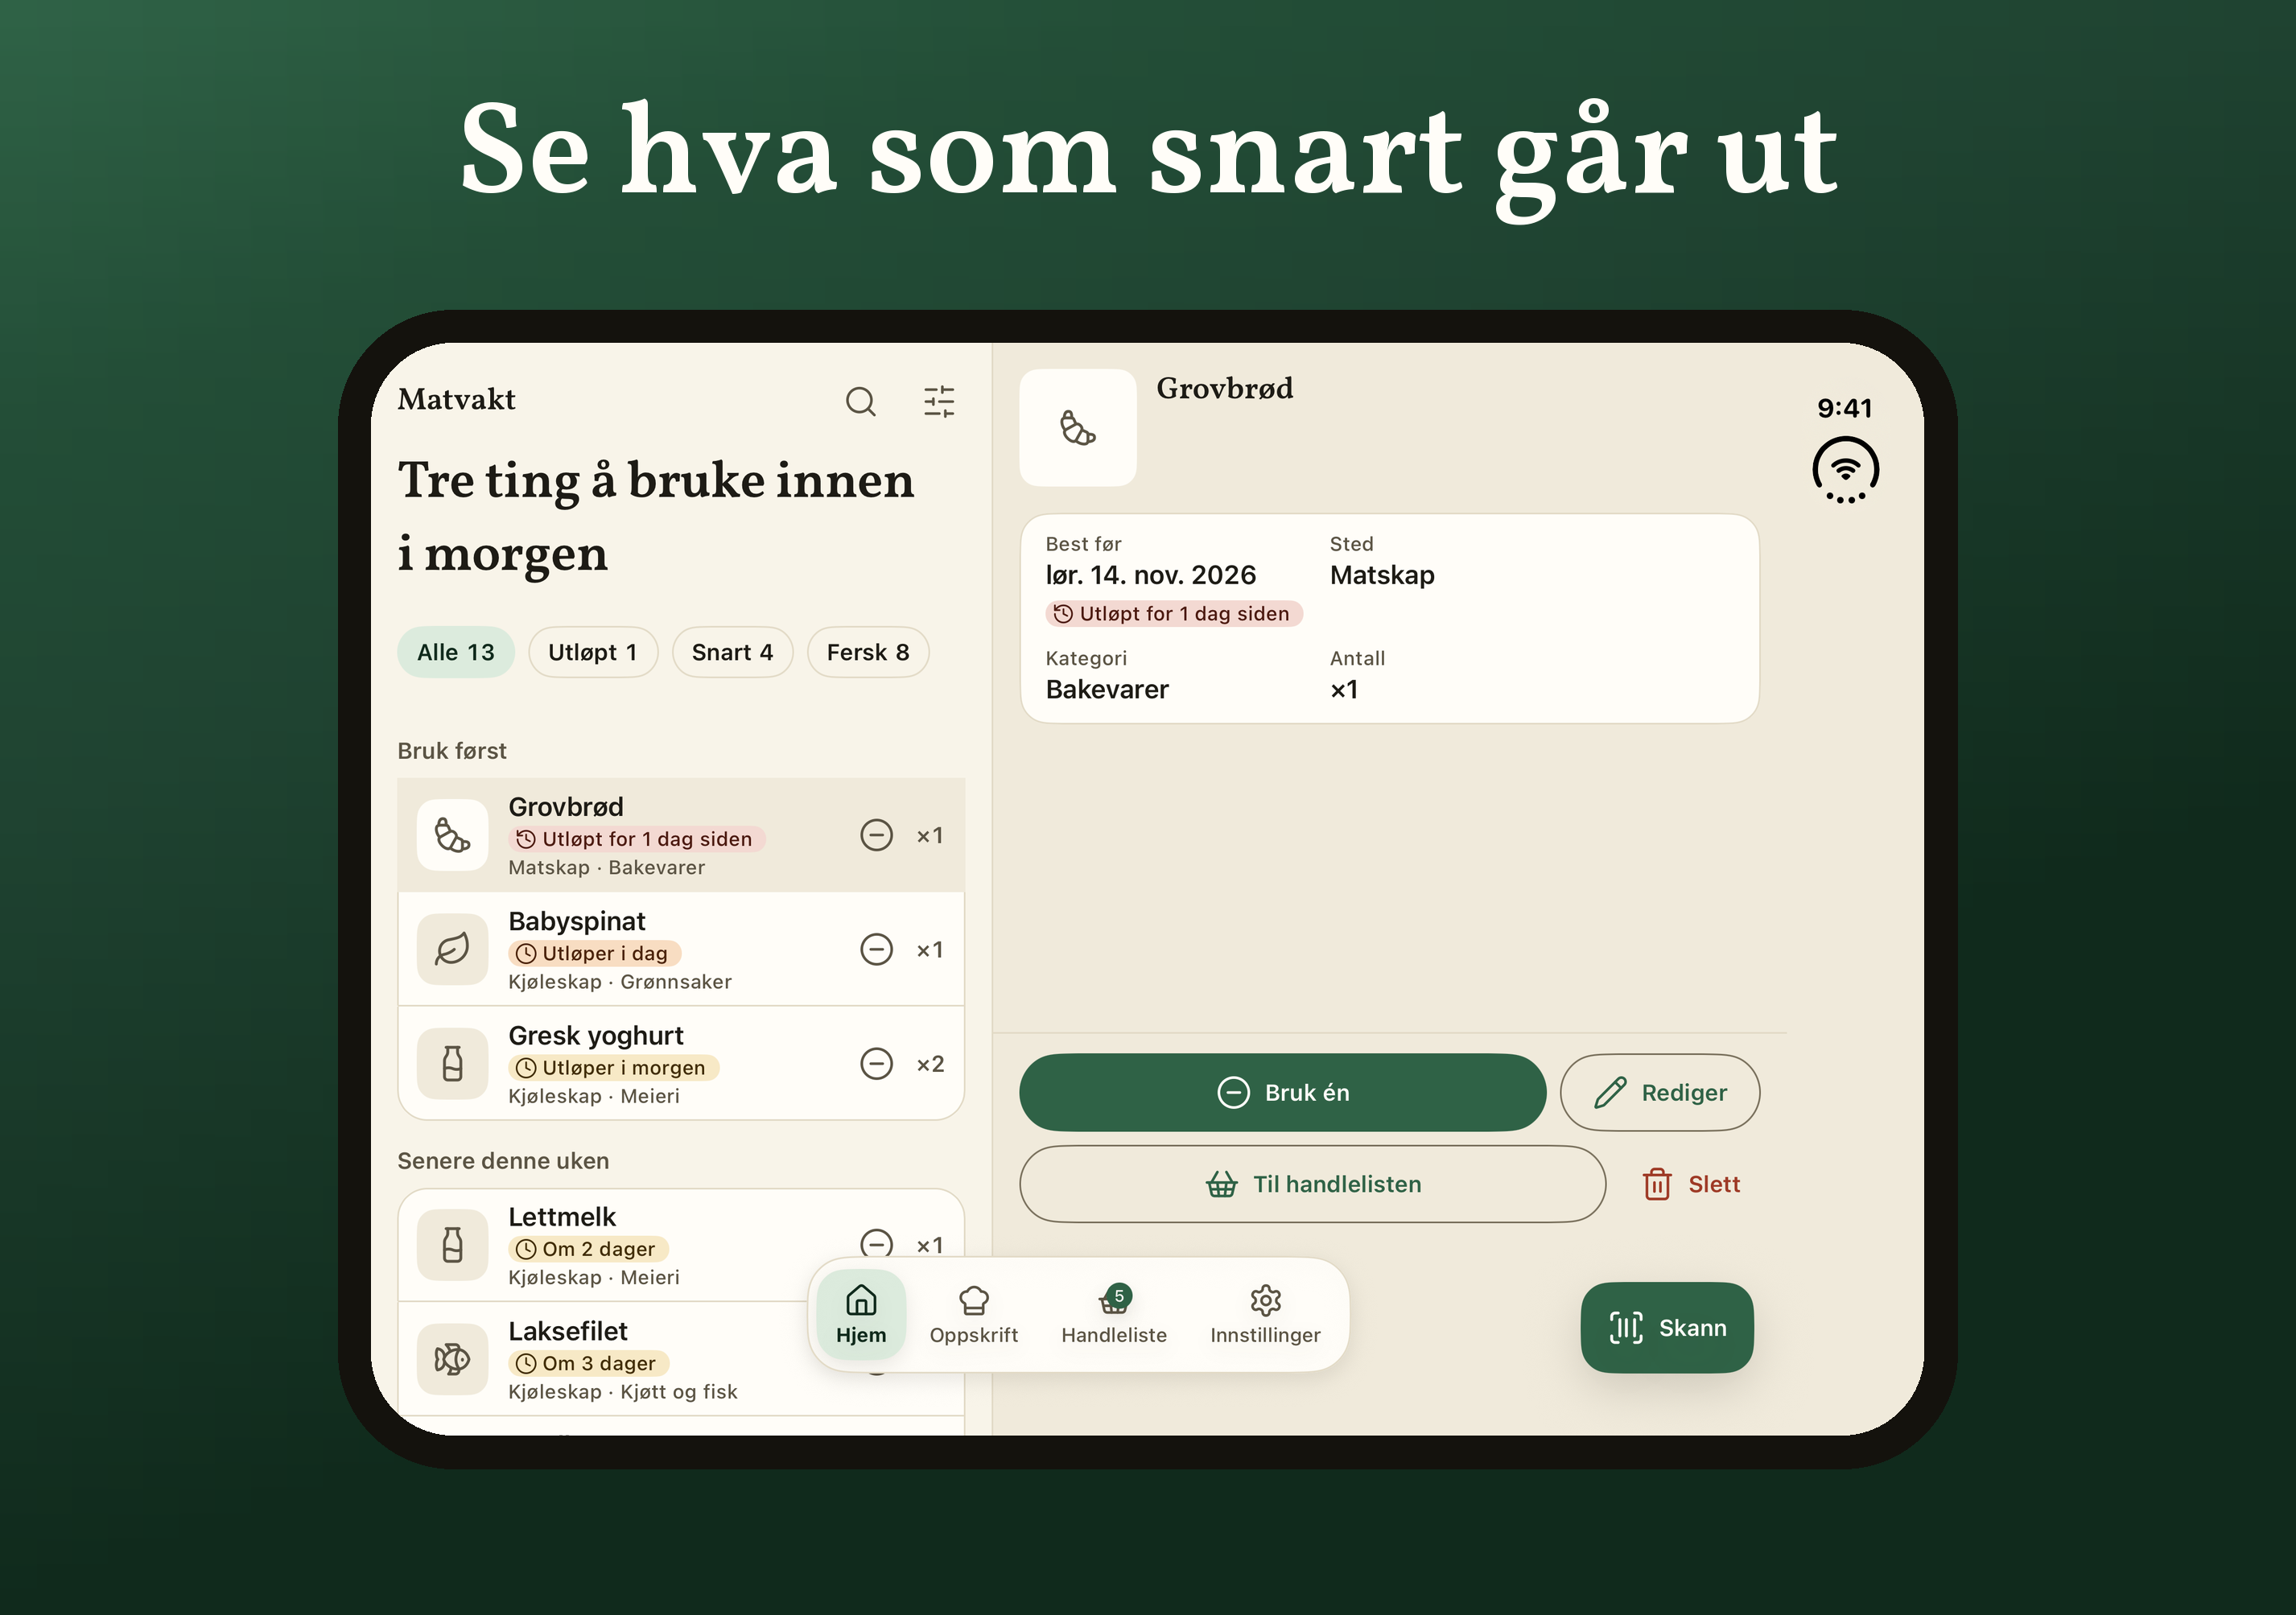 Se hva som snart går ut
Matvakt
Tre ting å bruke innen
i morgen
Alle 13
Utløpt 1
Snart 4
Fersk 8
Bruk først
Grovbrød
Utløpt for 1 dag siden
Matskap · Bakevarer
×1
Babyspinat
Utløper i dag
Kjøleskap · Grønnsaker
×1
Gresk yoghurt
Utløper i morgen
Kjøleskap · Meieri
×2
Senere denne uken
Lettmelk
Om 2 dager
Kjøleskap · Meieri
×1
Laksefilet
Om 3 dager
Kjøleskap · Kjøtt og fisk
Grovbrød
9:41
Best før
lør. 14. nov. 2026
Utløpt for 1 dag siden
Sted
Matskap
Kategori
Bakevarer
Antall
×1
Bruk én
Rediger
Til handlelisten
Slett
Hjem
Oppskrift
5
Handleliste
Innstillinger
Skann